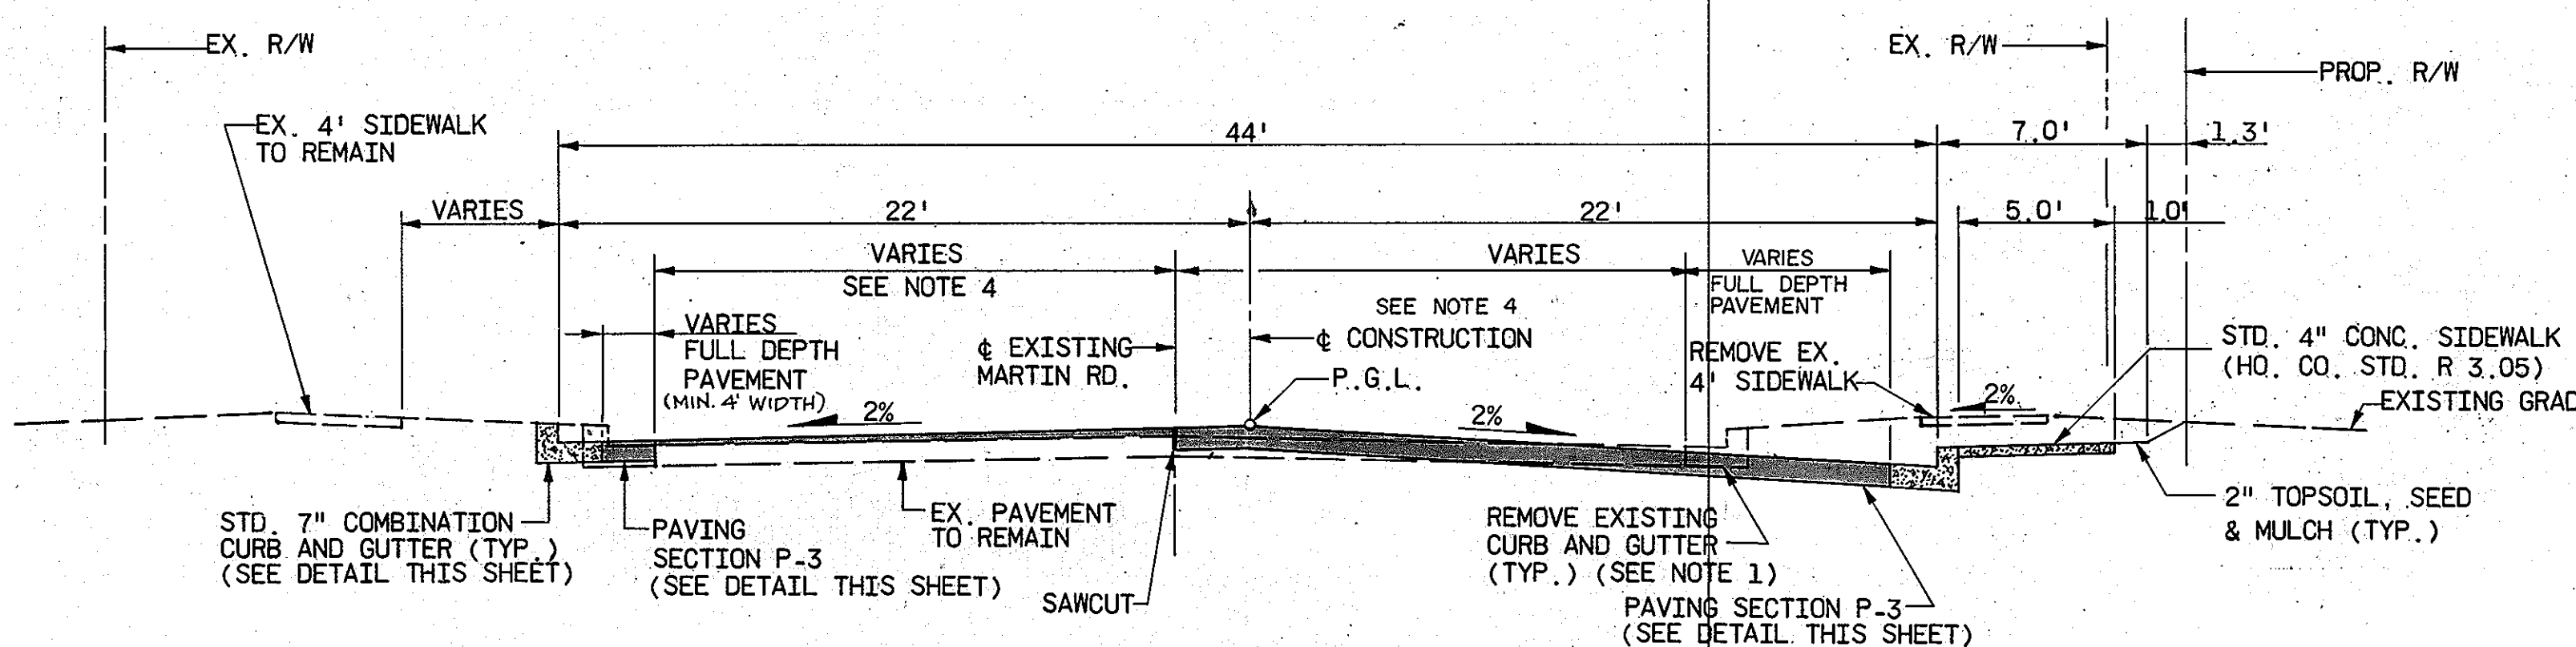 EX. R/W
EX. R/W
PROP. R/W
EX. 4' SIDEWALK
TO REMAIN
44'
7.0'
1.3'
VARIES
22'
22'
5.0'
1.0'
VARIES
SEE NOTE 4
VARIES
SEE NOTE 4
VARIES
FULL DEPTH
PAVEMENT
VARIES
FULL DEPTH
PAVEMENT
(MIN. 4' WIDTH)
℄ EXISTING
MARTIN RD.
℄ CONSTRUCTION
P.G.L.
REMOVE EX.
4' SIDEWALK
STD. 4" CONC. SIDEWALK
(HO. CO. STD. R 3.05)
EXISTING GRAD
2%
2%
2%
STD. 7" COMBINATION
CURB AND GUTTER (TYP.)
(SEE DETAIL THIS SHEET)
PAVING
SECTION P-3
(SEE DETAIL THIS SHEET)
EX. PAVEMENT
TO REMAIN
SAWCUT
REMOVE EXISTING
CURB AND GUTTER
(TYP.) (SEE NOTE 1)
PAVING SECTION P-3
(SEE DETAIL THIS SHEET)
2" TOPSOIL, SEED
& MULCH (TYP.)